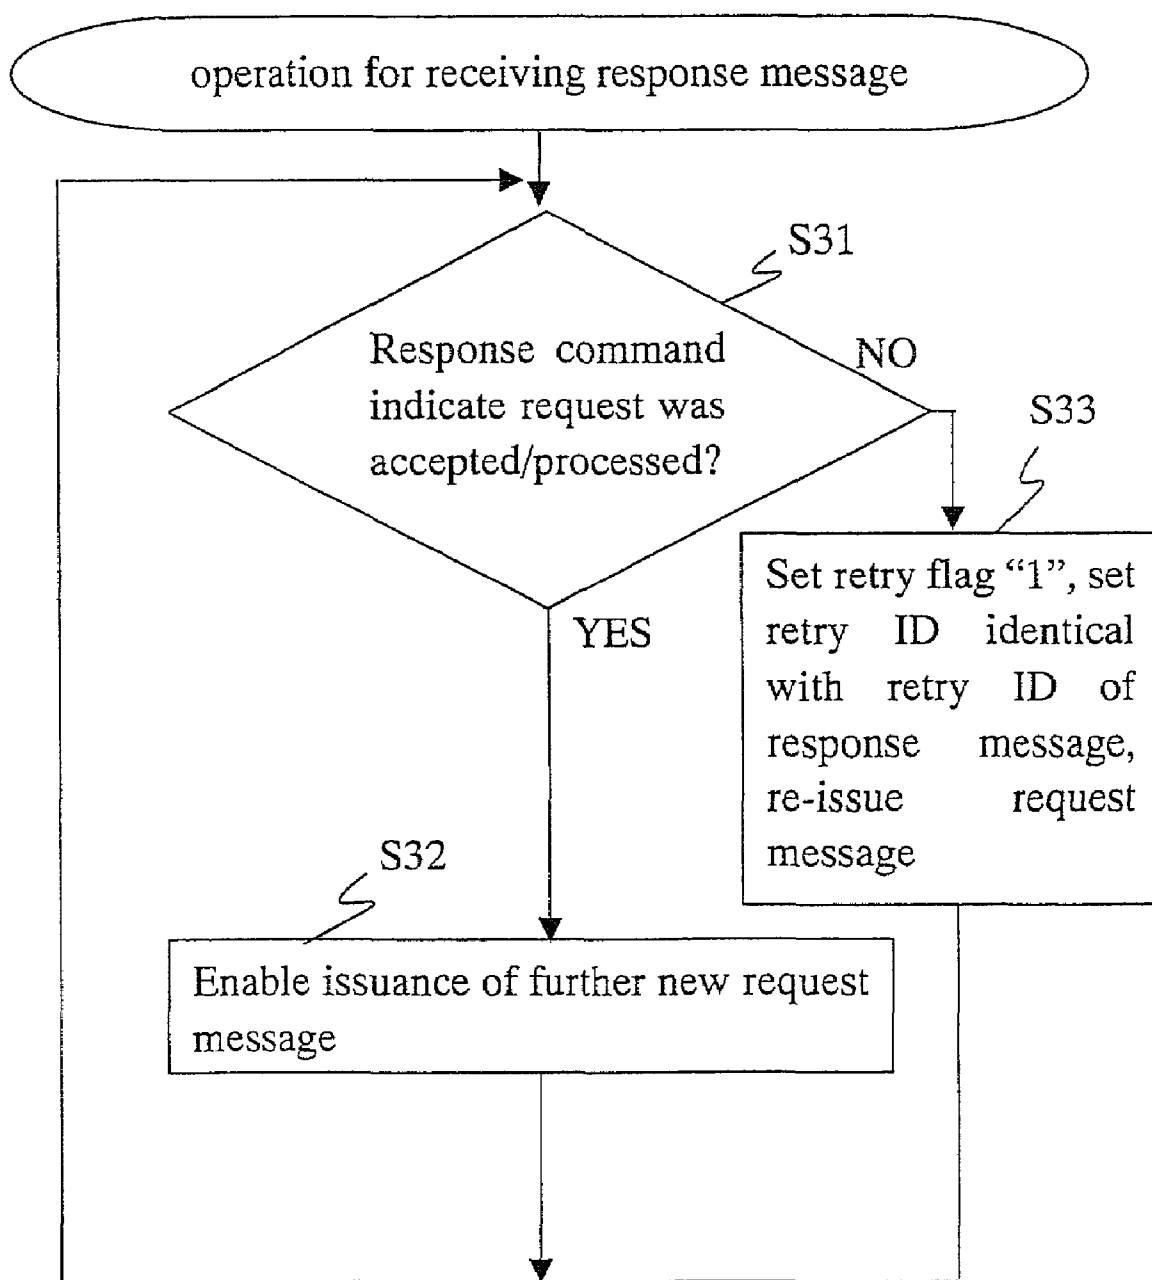 operation for receiving response message
S31
Response command
indicate request was
accepted/processed?
NO
S33
Set retry flag “1”, set
retry ID identical
with retry ID of
response message,
re-issue request
message
YES
S32
Enable issuance of further new request
message